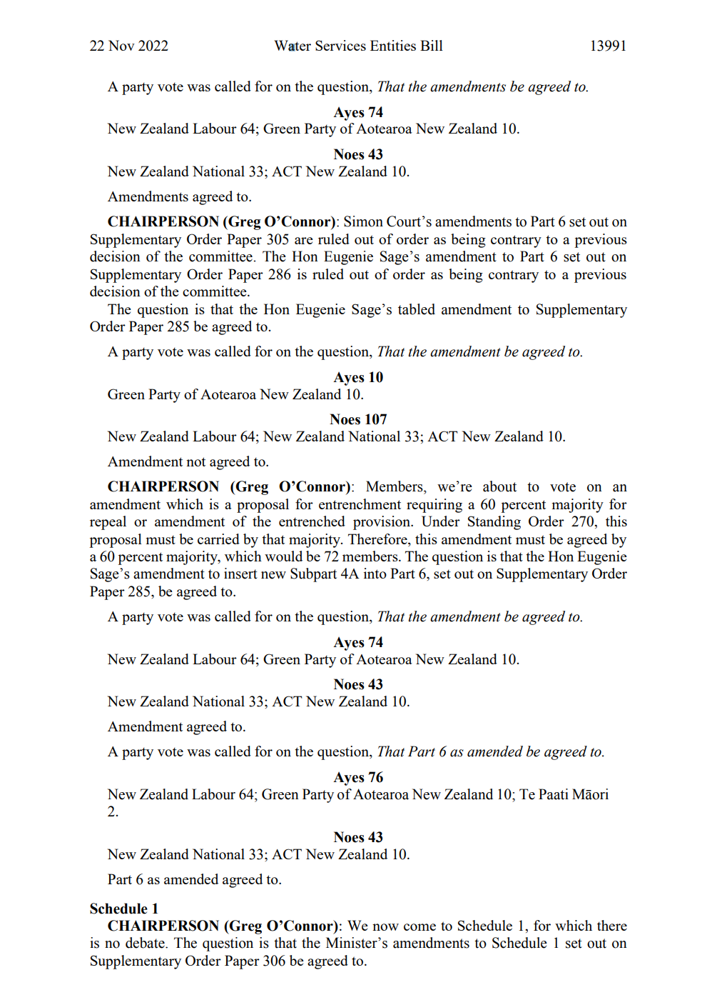 22 Nov 2022 Water Services Entities Bill 13991
A party vote was called for on the question, That the amendments be agreed to.
Ayes 74
New Zealand Labour 64; Green Party of Aotearoa New Zealand 10.
Noes 43
New Zealand National 33; ACT New Zealand 10.
Amendments agreed to.
CHAIRPERSON (Greg O’Connor): Simon Court’s amendments to Part 6 set out on
Supplementary Order Paper 305 are ruled out of order as being contrary to a previous
decision of the committee. The Hon Eugenie Sage’s amendment to Part 6 set out on
Supplementary Order Paper 286 is ruled out of order as being contrary to a previous
decision of the committee.
The question is that the Hon Eugenie Sage’s tabled amendment to Supplementary
Order Paper 285 be agreed to.
A party vote was called for on the question, That the amendment be agreed to.
Ayes 10
Green Party of Aotearoa New Zealand 10.
Noes 107
New Zealand Labour 64; New Zealand National 33; ACT New Zealand 10.
Amendment not agreed to.
CHAIRPERSON (Greg O’Connor): Members, we’re about to vote on an
amendment which is a proposal for entrenchment requiring a 60 percent majority for
repeal or amendment of the entrenched provision. Under Standing Order 270, this
proposal must be carried by that majority. Therefore, this amendment must be agreed by
a 60 percent majority, which would be 72 members. The question is that the Hon Eugenie
Sage’s amendment to insert new Subpart 4A into Part 6, set out on Supplementary Order
Paper 285, be agreed to.
A party vote was called for on the question, That the amendment be agreed to.
Ayes 74
New Zealand Labour 64; Green Party of Aotearoa New Zealand 10.
Noes 43
New Zealand National 33; ACT New Zealand 10.
Amendment agreed to.
A party vote was called for on the question, That Part 6 as amended be agreed to.
Ayes 76
New Zealand Labour 64; Green Party of Aotearoa New Zealand 10; Te Paati Māori
2.
Noes 43
New Zealand National 33; ACT New Zealand 10.
Part 6 as amended agreed to.
Schedule 1
CHAIRPERSON (Greg O’Connor): We now come to Schedule 1, for which there
is no debate. The question is that the Minister’s amendments to Schedule 1 set out on
Supplementary Order Paper 306 be agreed to.